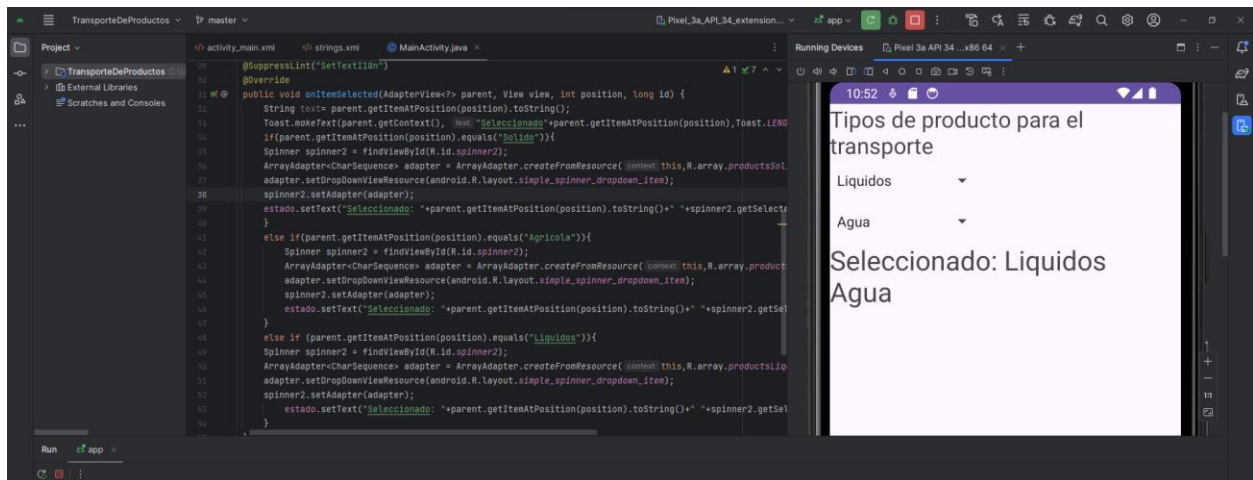 TransporteDeProductos
master
Pixel_3a_API_34_extension...
app
Project
TransporteDeProductos
External Libraries
Scratches and Consoles
activity_main.xml
strings.xml
MainActivity.java
1 7
29 @SuppressLint("SetTextI18n")
30 @Override
31 public void onItemSelected(AdapterView<?> parent, View view, int position, long id) {
32 String text= parent.getItemAtPosition(position).toString();
33 Toast.makeText(parent.getContext(), text: "Seleccionado"+parent.getItemAtPosition(position),Toast.LENG
34 if(parent.getItemAtPosition(position).equals("Solido")){
35 Spinner spinner2 = findViewById(R.id.spinner2);
36 ArrayAdapter<CharSequence> adapter = ArrayAdapter.createFromResource( context: this,R.array.productsSol
37 adapter.setDropDownViewResource(android.R.layout.simple_spinner_dropdown_item);
38 spinner2.setAdapter(adapter);
39 estado.setText("Seleccionado: "+parent.getItemAtPosition(position).toString()+" "+spinner2.getSelecte
40 }
41 else if(parent.getItemAtPosition(position).equals("Agricola")){
42 Spinner spinner2 = findViewById(R.id.spinner2);
43 ArrayAdapter<CharSequence> adapter = ArrayAdapter.createFromResource( context: this,R.array.product
44 adapter.setDropDownViewResource(android.R.layout.simple_spinner_dropdown_item);
45 spinner2.setAdapter(adapter);
46 estado.setText("Seleccionado: "+parent.getItemAtPosition(position).toString()+" "+spinner2.getSel
47 }
48 else if (parent.getItemAtPosition(position).equals("Liquidos")){
49 Spinner spinner2 = findViewById(R.id.spinner2);
50 ArrayAdapter<CharSequence> adapter = ArrayAdapter.createFromResource( context: this,R.array.productsLiq
51 adapter.setDropDownViewResource(android.R.layout.simple_spinner_dropdown_item);
52 spinner2.setAdapter(adapter);
53 estado.setText("Seleccionado: "+parent.getItemAtPosition(position).toString()+" "+spinner2.getSel
54 }
Running Devices
Pixel 3a API 34 ...x86 64
10:52
Tipos de producto para el
transporte
Liquidos
Agua
Seleccionado: Liquidos
Agua
1:1
Run
app